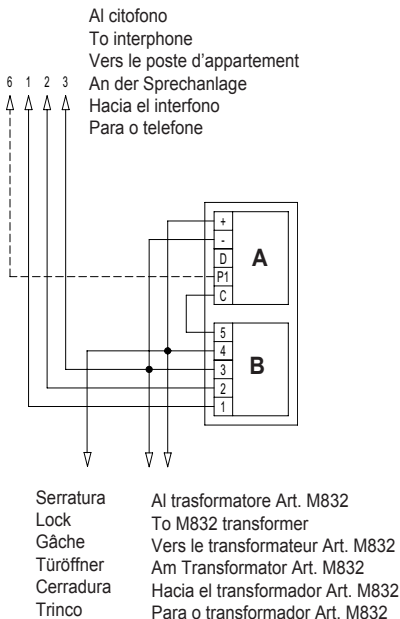 Al citofono
To interphone
Vers le poste d'appartement
An der Sprechanlage
Hacia el interfono
Para o telefone
6 1 2 3
+
-
D
P1
C
A
5
4
3
2
1
B
Serratura
Lock
Gâche
Türöffner
Cerradura
Trinco
Al trasformatore Art. M832
To M832 transformer
Vers le transformateur Art. M832
Am Transformator Art. M832
Hacia el transformador Art. M832
Para o transformador Art. M832